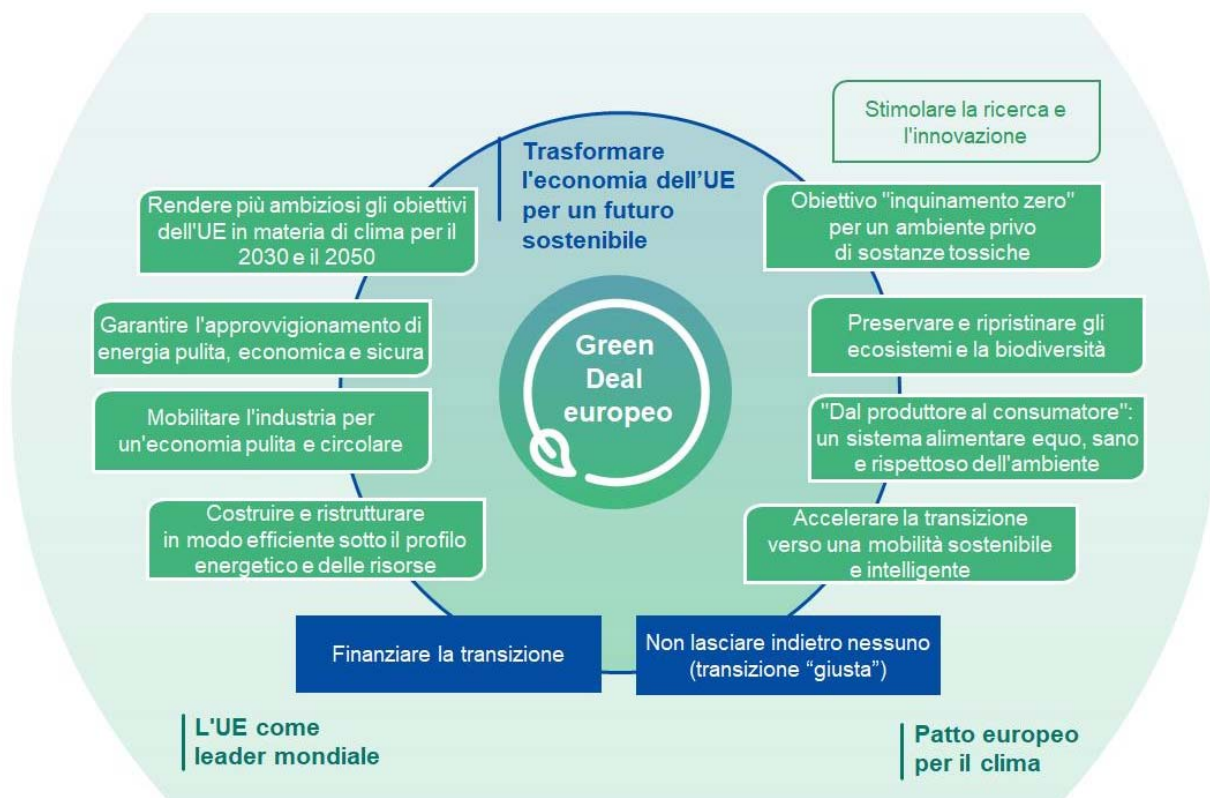 Stimolare la ricerca e
l'innovazione
Trasformare
l'economia dell’UE
per un futuro
sostenibile
Rendere più ambiziosi gli obiettivi
dell'UE in materia di clima per il
2030 e il 2050
Obiettivo "inquinamento zero"
per un ambiente privo
di sostanze tossiche
Garantire l'approvvigionamento di
energia pulita, economica e sicura
Preservare e ripristinare gli
ecosistemi e la biodiversità
Green
Deal
europeo
Mobilitare l'industria per
un'economia pulita e circolare
"Dal produttore al consumatore":
un sistema alimentare equo, sano
e rispettoso dell'ambiente
Costruire e ristrutturare
in modo efficiente sotto il profilo
energetico e delle risorse
Accelerare la transizione
verso una mobilità sostenibile
e intelligente
Finanziare la transizione
Non lasciare indietro nessuno
(transizione “giusta”)
L'UE come
leader mondiale
Patto europeo
per il clima